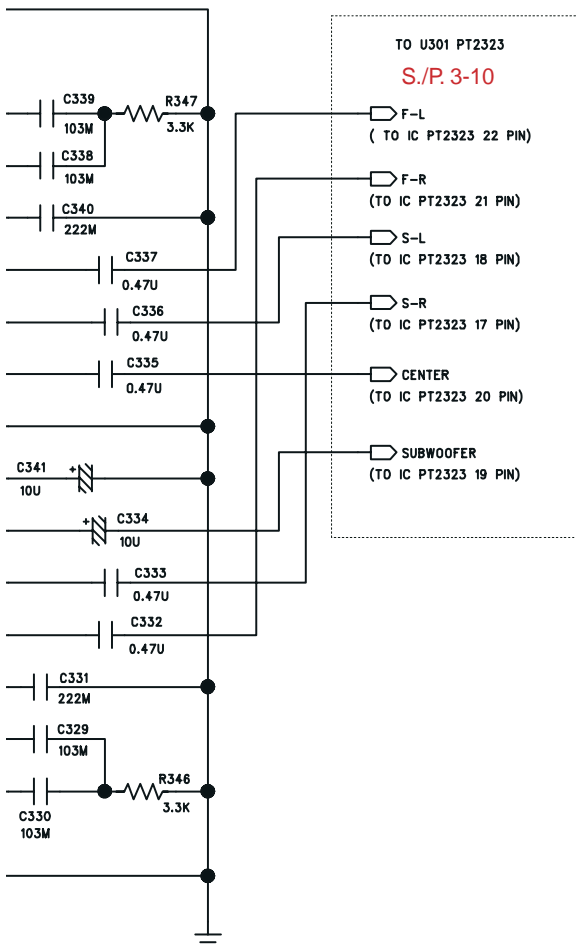 TO U301 PT2323
S./P. 3-10
C339
103M
R347
3.3K
F-L
( TO IC PT2323 22 PIN)
C338
103M
F-R
(TO IC PT2323 21 PIN)
C340
222M
S-L
(TO IC PT2323 18 PIN)
C337
0.47U
S-R
(TO IC PT2323 17 PIN)
C336
0.47U
C335
0.47U
CENTER
(TO IC PT2323 20 PIN)
SUBWOOFER
(TO IC PT2323 19 PIN)
C341
+
10U
C334
+
10U
C333
0.47U
C332
0.47U
C331
222M
C329
103M
R346
3.3K
C330
103M